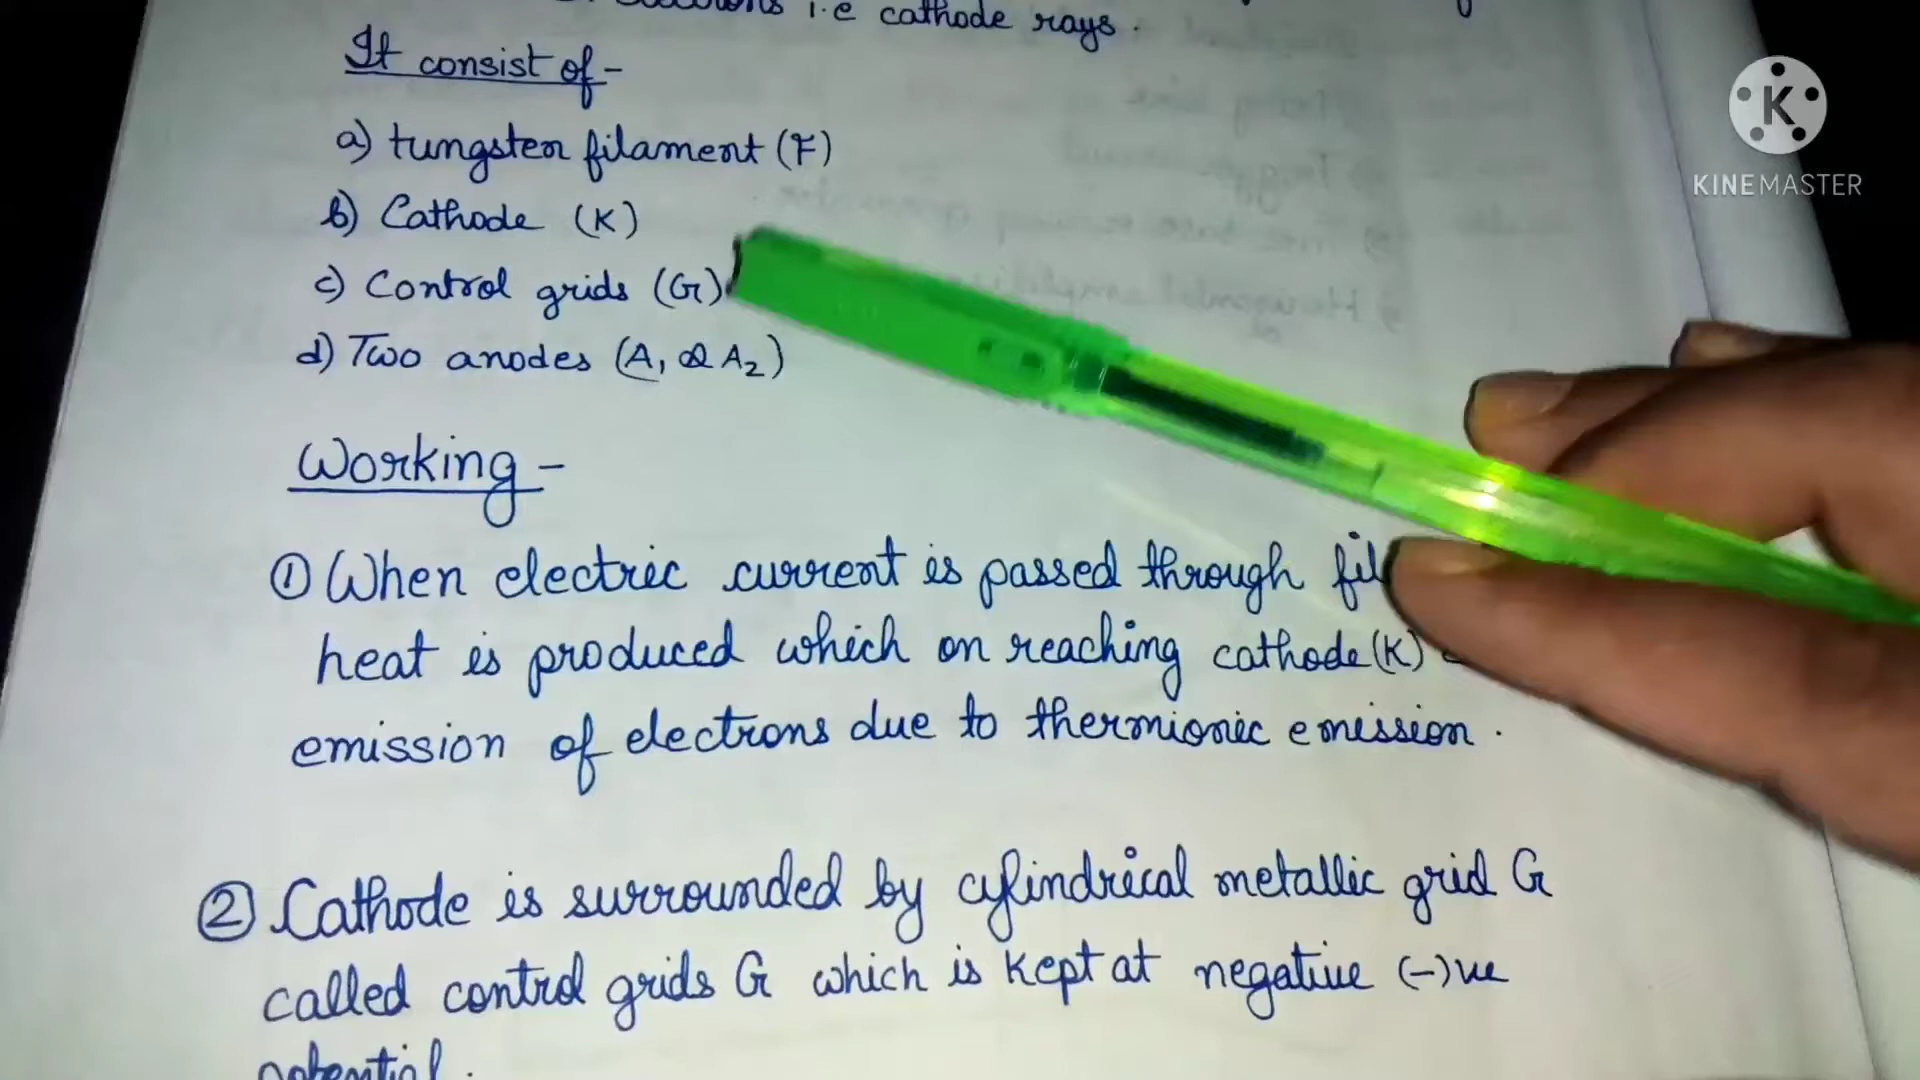 i.e cathode rays.
It consist of -
a) tungsten filament (F)
b) Cathode (K)
c) Control grids (G)
d) Two anodes (A, & A2)
Working -
① When electric current is passed through fil
heat is produced which on reaching cathode (K)
emission of electrons due to thermionic emission.
② Cathode is surrounded by cylindrical metallic grid G
called control grids G which is kept at negative (-)ve
potential.
K
KINEMASTER